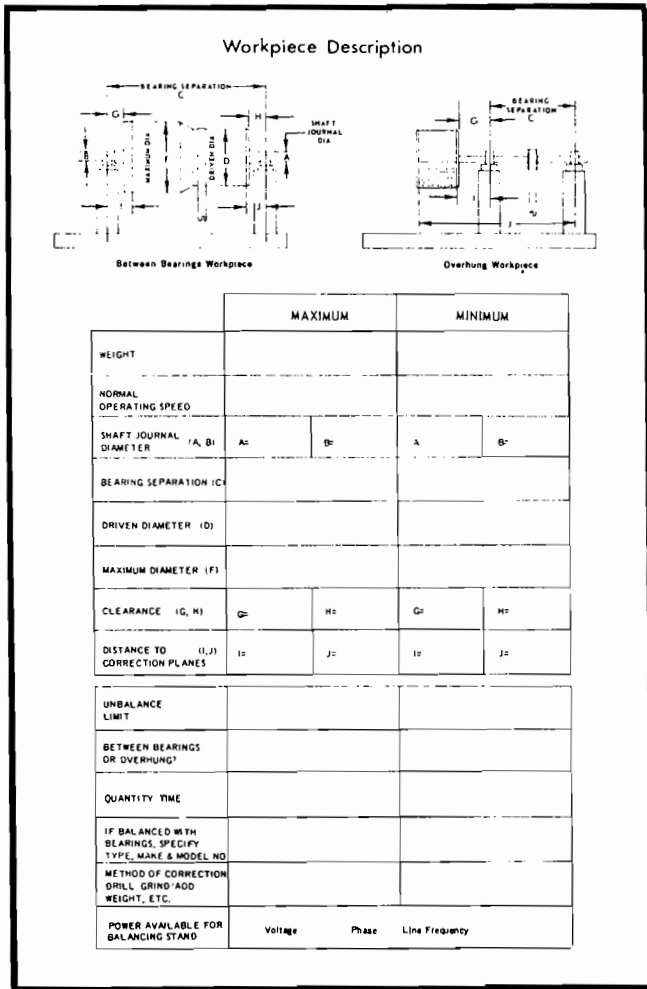 Workpiece Description
BEARING SEPARATION
C
G
H
SHAFT
JOURNAL
DIA
B
MAXIMUM DIA
F
DRIVEN DIA
D
A
I
J
Between Bearings Workpiece
BEARING
SEPARATION
C
G
I
J
Overhung Workpiece
MAXIMUM MINIMUM
WEIGHT
NORMAL
OPERATING SPEED
SHAFT JOURNAL (A, B)
DIAMETER
A= B= A B=
BEARING SEPARATION (C)
DRIVEN DIAMETER (D)
MAXIMUM DIAMETER (F)
CLEARANCE (G, H) G= H= G= H=
DISTANCE TO (I,J)
CORRECTION PLANES
I= J= I= J=
UNBALANCE
LIMIT
BETWEEN BEARINGS
OR OVERHUNG?
QUANTITY TIME
IF BALANCED WITH
BEARINGS, SPECIFY
TYPE, MAKE & MODEL NO
METHOD OF CORRECTION
DRILL GRIND ADD
WEIGHT, ETC.
POWER AVAILABLE FOR
BALANCING STAND
Voltage Phase Line Frequency